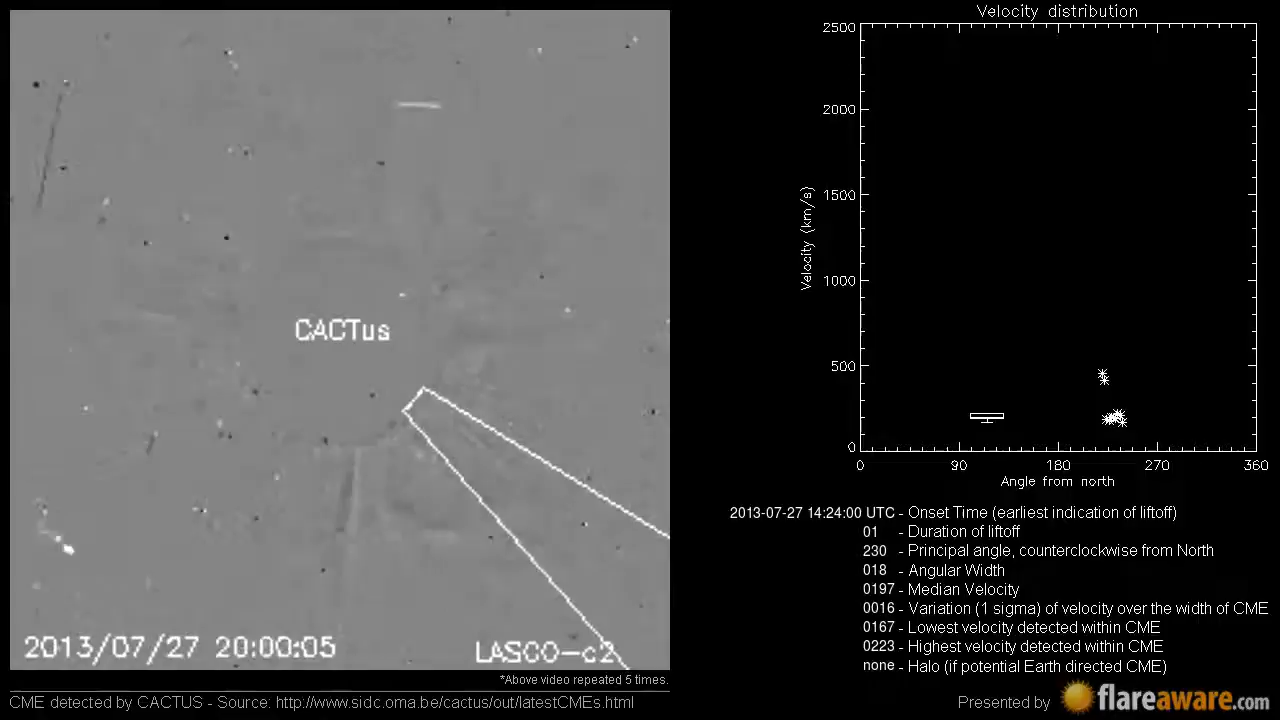 Velocity distribution
2500
2000
1500
1000
500
0
Velocity (km/s)
0 90 180 270 360
Angle from north
CACTus
2013/07/27 20:00:05 LASCO-c2
*Above video repeated 5 times.
2013-07-27 14:24:00 UTC - Onset Time (earliest indication of liftoff)
01 - Duration of liftoff
230 - Principal angle, counterclockwise from North
018 - Angular Width
0197 - Median Velocity
0016 - Variation (1 sigma) of velocity over the width of CME
0167 - Lowest velocity detected within CME
0223 - Highest velocity detected within CME
none - Halo (if potential Earth directed CME)
CME detected by CACTUS - Source: http://www.sidc.oma.be/cactus/out/latestCMEs.html
Presented by flareaware.com